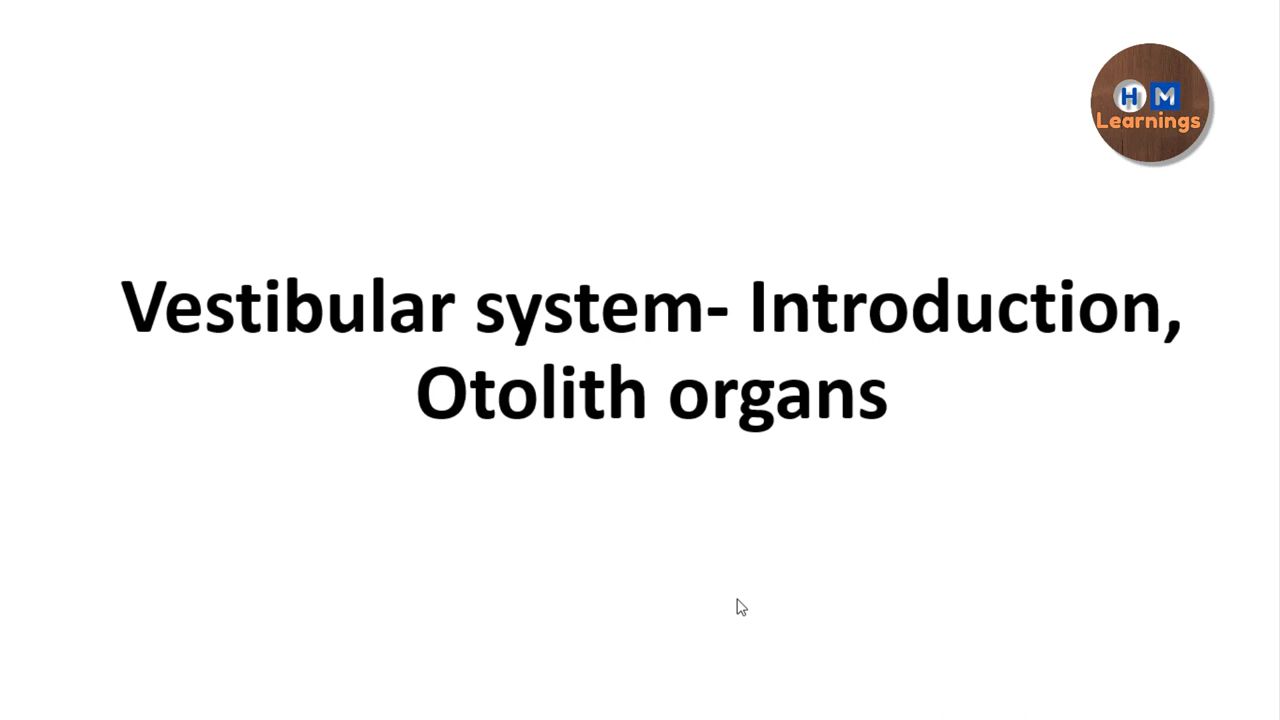 H M
Learnings
Vestibular system- Introduction,
Otolith organs